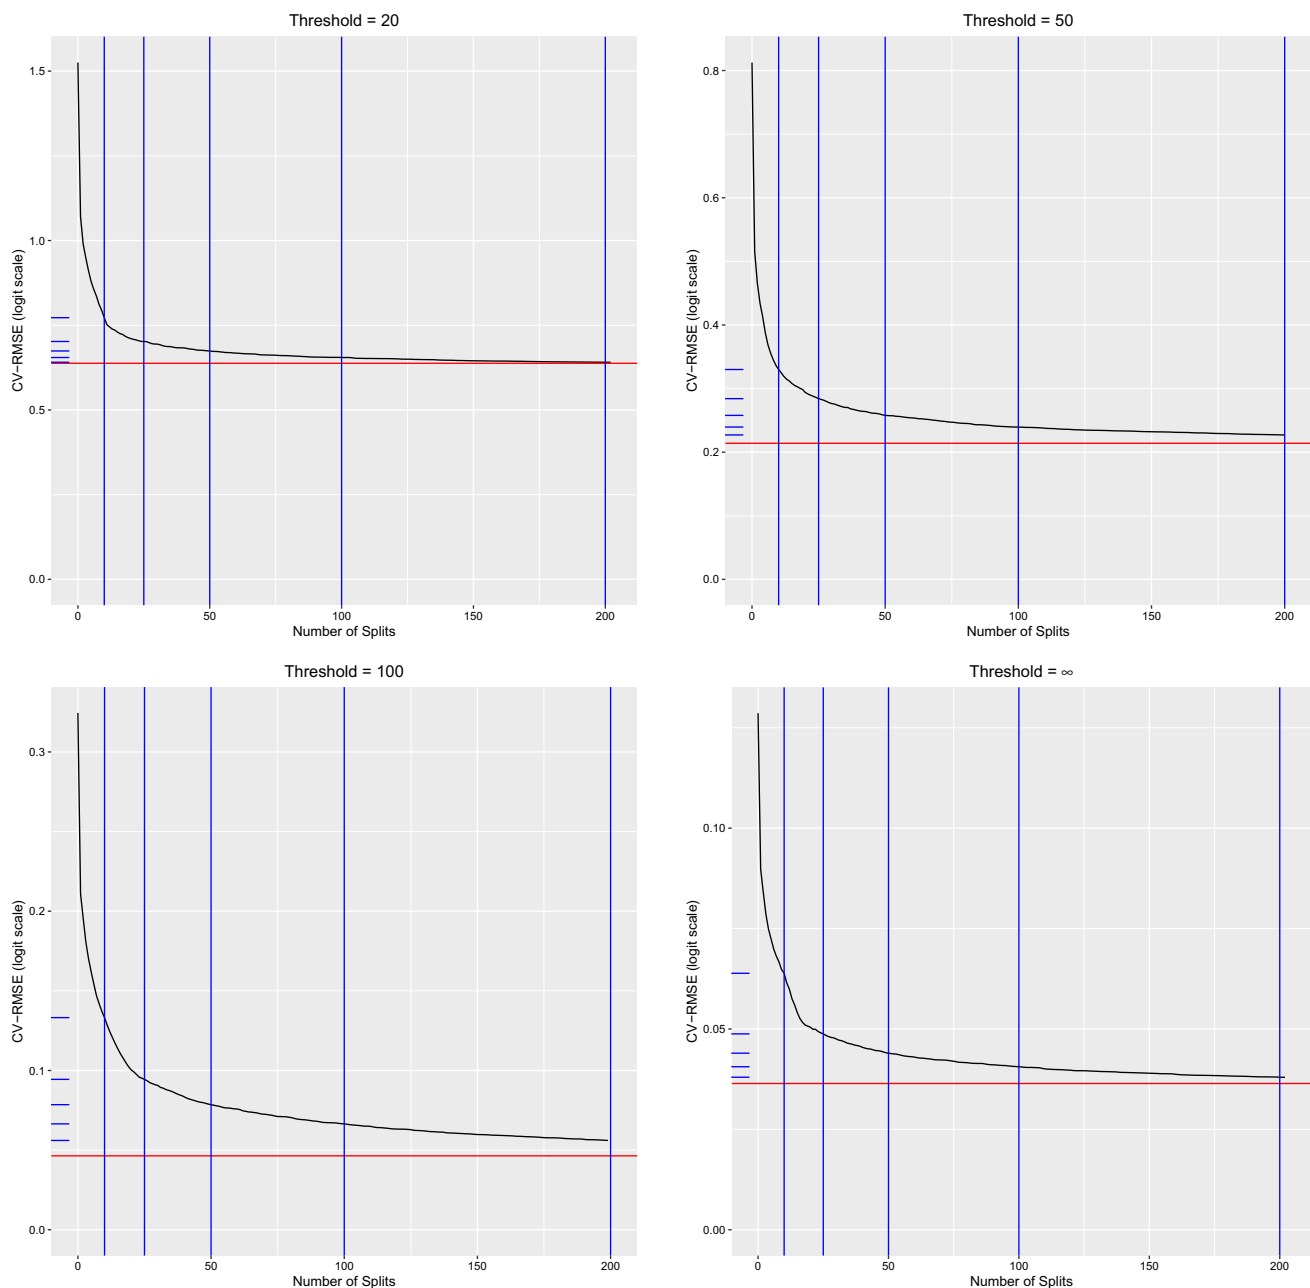 Threshold = 20
CV−RMSE (logit scale)
1.5
1.0
0.5
0.0
0 50 100 150 200
Number of Splits
Threshold = 50
CV−RMSE (logit scale)
0.8
0.6
0.4
0.2
0.0
0 50 100 150 200
Number of Splits
Threshold = 100
CV−RMSE (logit scale)
0.3
0.2
0.1
0.0
0 50 100 150 200
Number of Splits
Threshold = ∞
CV−RMSE (logit scale)
0.10
0.05
0.00
0 50 100 150 200
Number of Splits